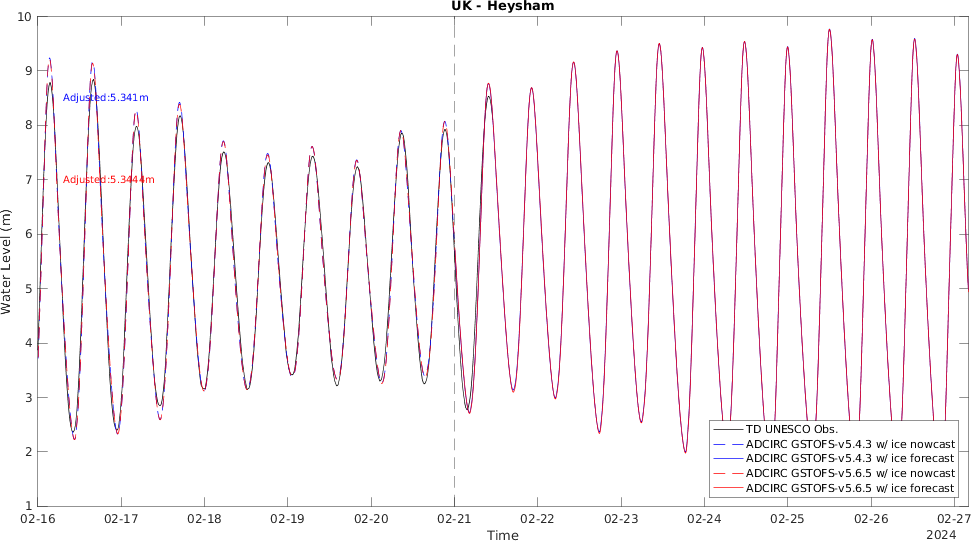 UK - Heysham
10
9
8
7
6
5
4
3
2
1
Water Level (m)
Adjusted:5.341m
Adjusted:5.3444m
TD UNESCO Obs.
ADCIRC GSTOFS-v5.4.3 w/ ice nowcast
ADCIRC GSTOFS-v5.4.3 w/ ice forecast
ADCIRC GSTOFS-v5.6.5 w/ ice nowcast
ADCIRC GSTOFS-v5.6.5 w/ ice forecast
02-16 02-17 02-18 02-19 02-20 02-21 02-22 02-23 02-24 02-25 02-26 02-27
Time
2024